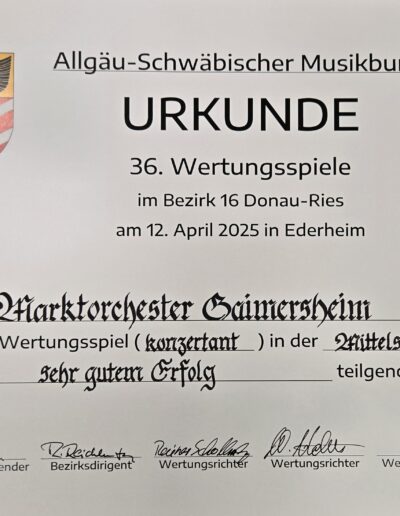 Allgäu-Schwäbischer Musikbun
URKUNDE
36. Wertungsspiele
im Bezirk 16 Donau-Ries
am 12. April 2025 in Ederheim
Marktorchester Gaimersheim
Wertungsspiel ( konzertant ) in der Mittels
sehr gutem Erfolg teilgen
ender Bezirksdirigent Wertungsrichter Wertungsrichter We